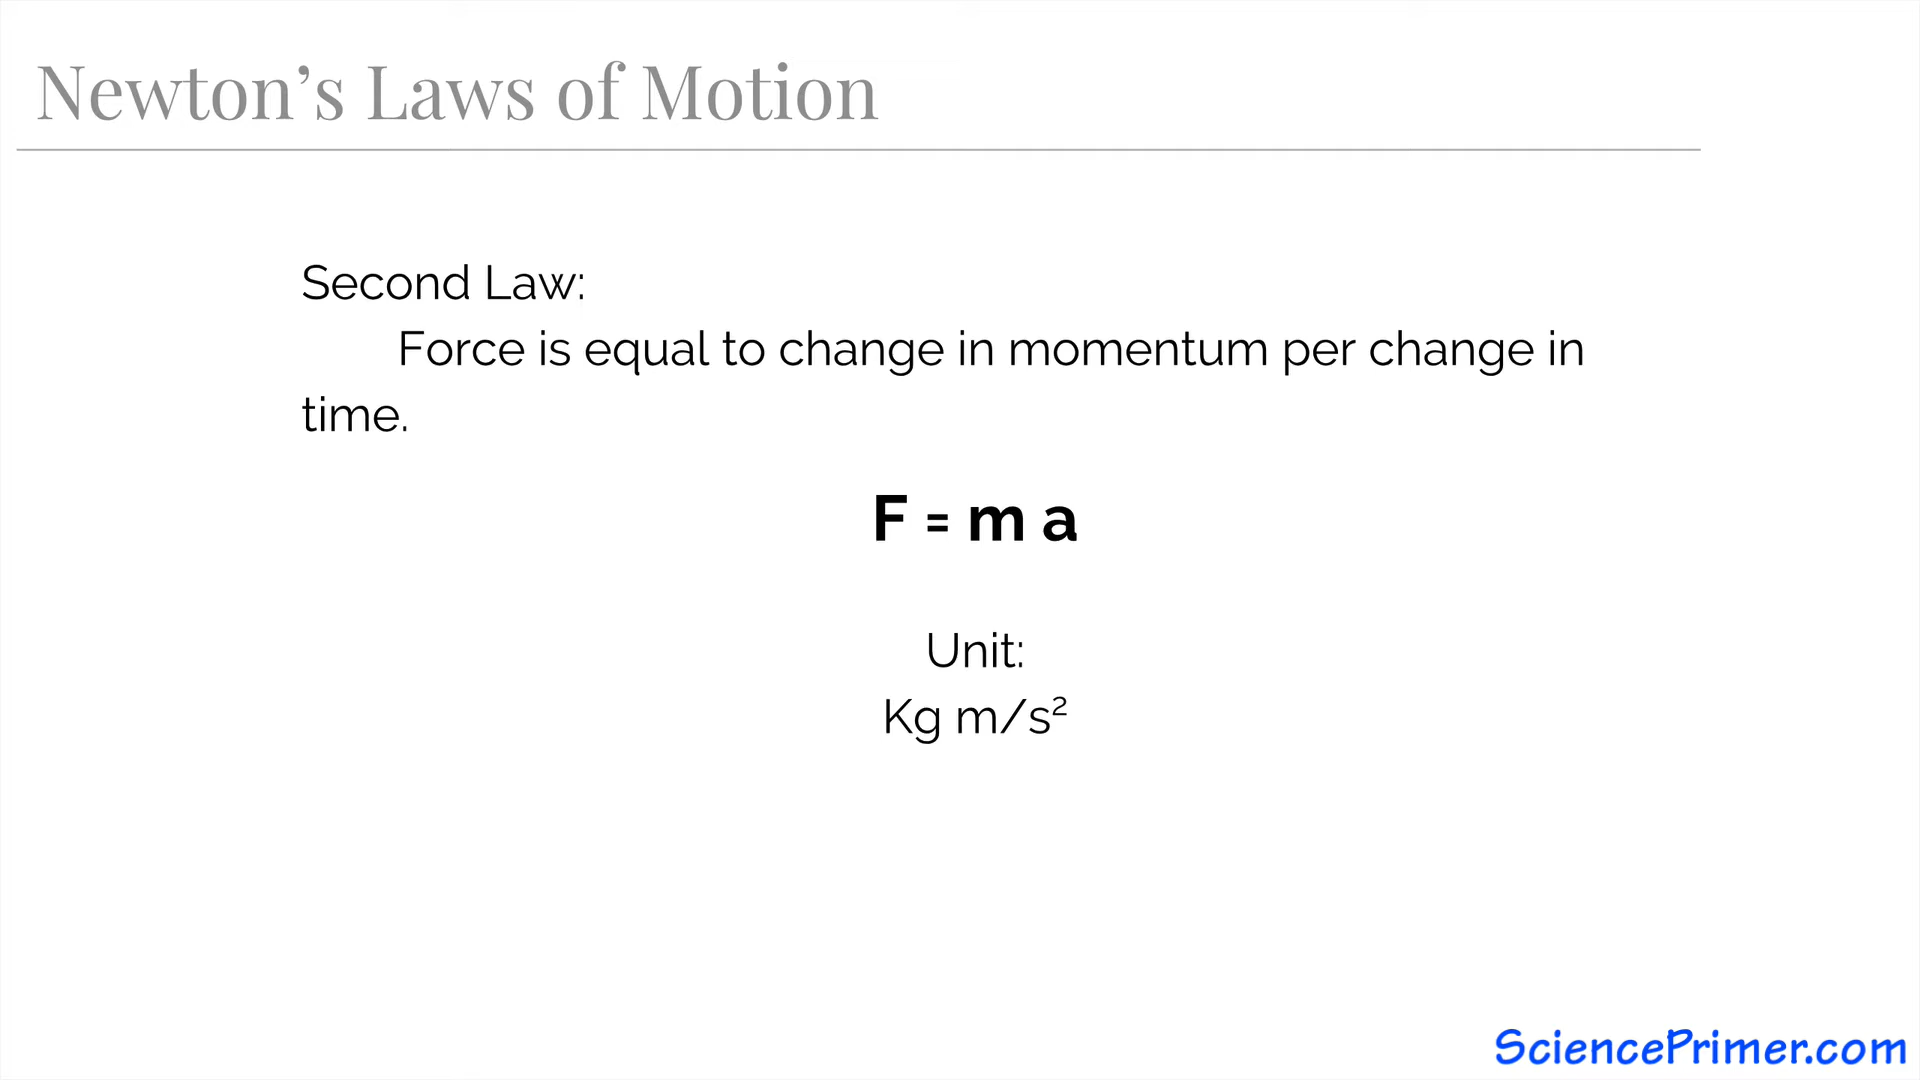 Newton’s Laws of Motion
Second Law:
Force is equal to change in momentum per change in
time.
F = m a
Unit:
Kg m/s²
SciencePrimer.com